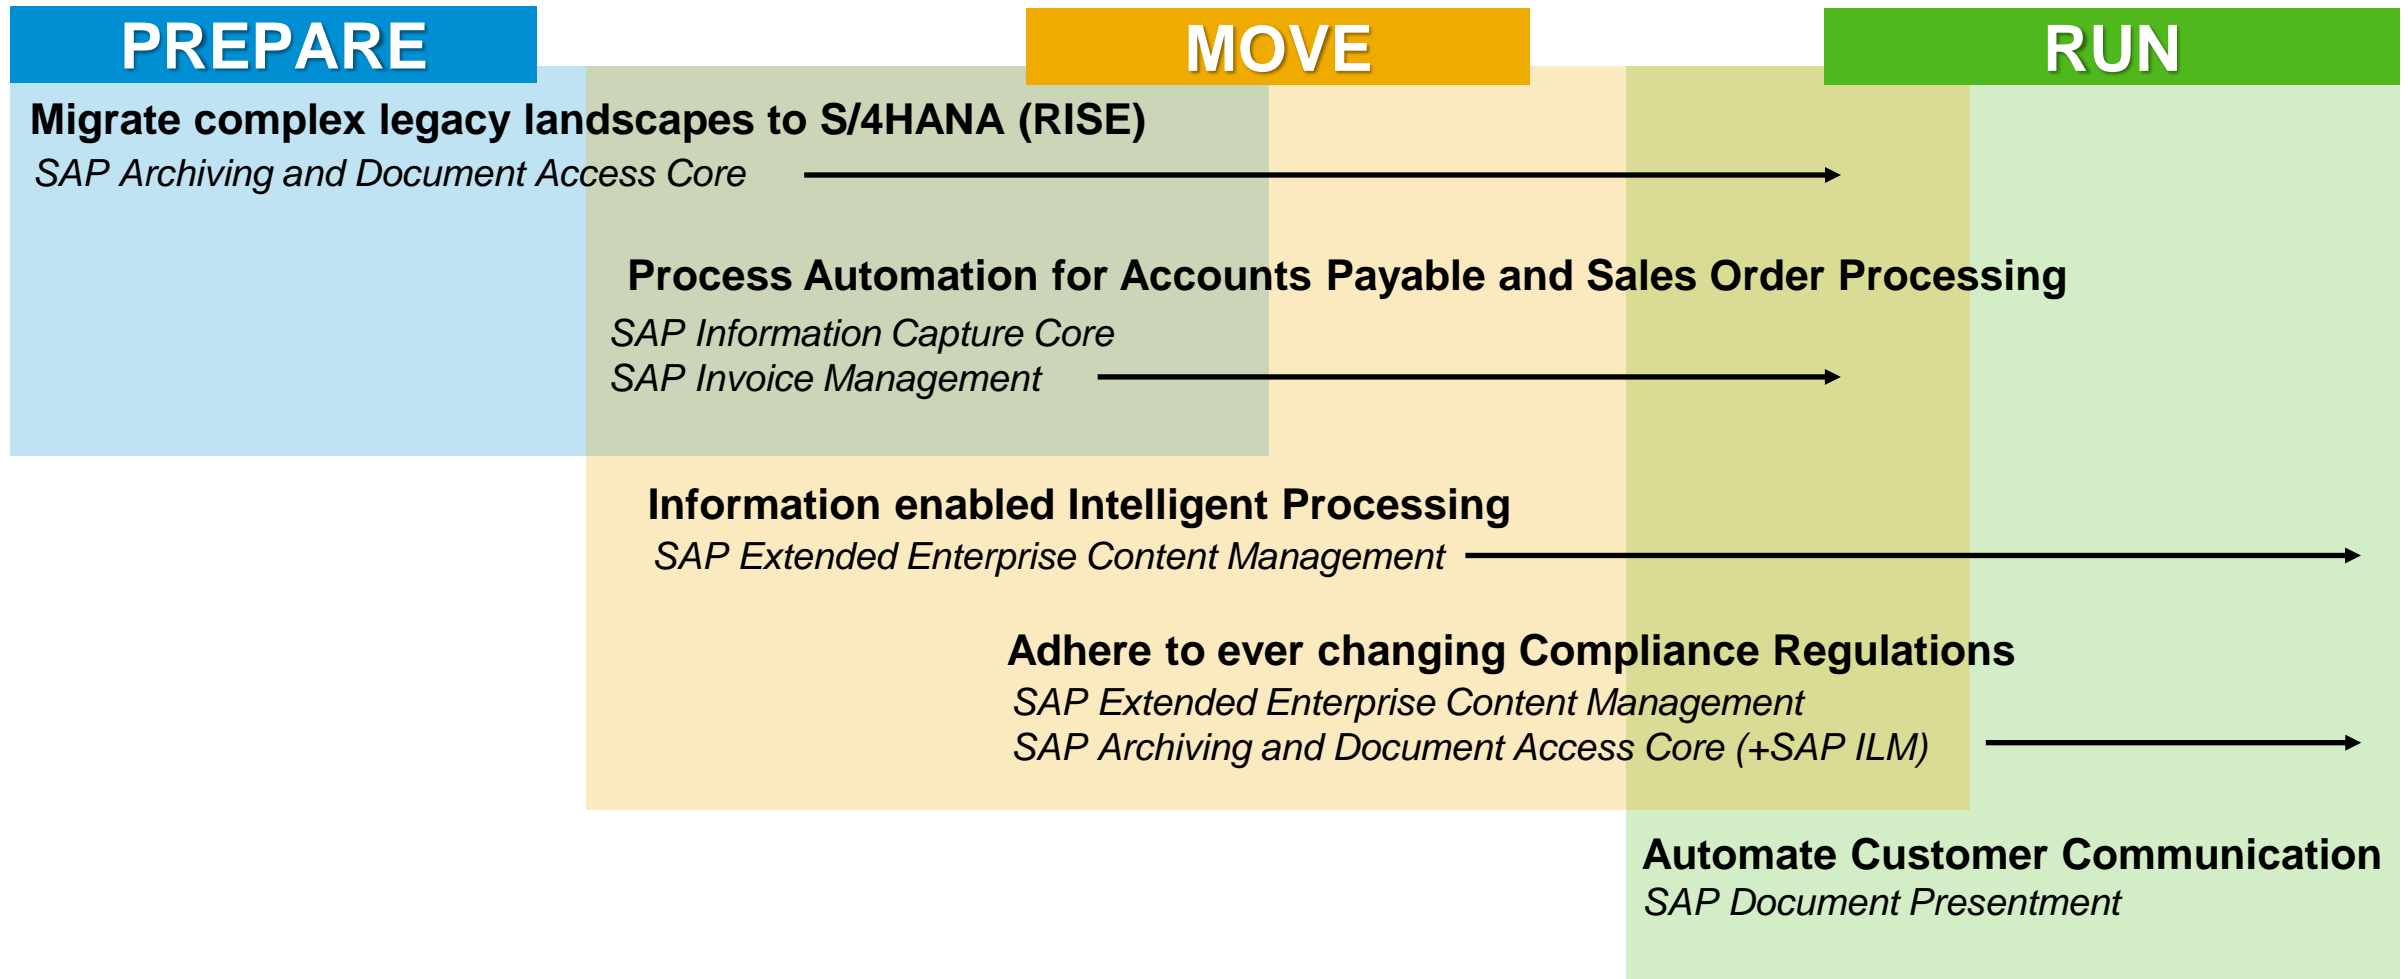 PREPARE
MOVE
RUN
Migrate complex legacy landscapes to S/4HANA (RISE)
SAP Archiving and Document Access Core
Process Automation for Accounts Payable and Sales Order Processing
SAP Information Capture Core
SAP Invoice Management
Information enabled Intelligent Processing
SAP Extended Enterprise Content Management
Adhere to ever changing Compliance Regulations
SAP Extended Enterprise Content Management
SAP Archiving and Document Access Core (+SAP ILM)
Automate Customer Communication
SAP Document Presentment